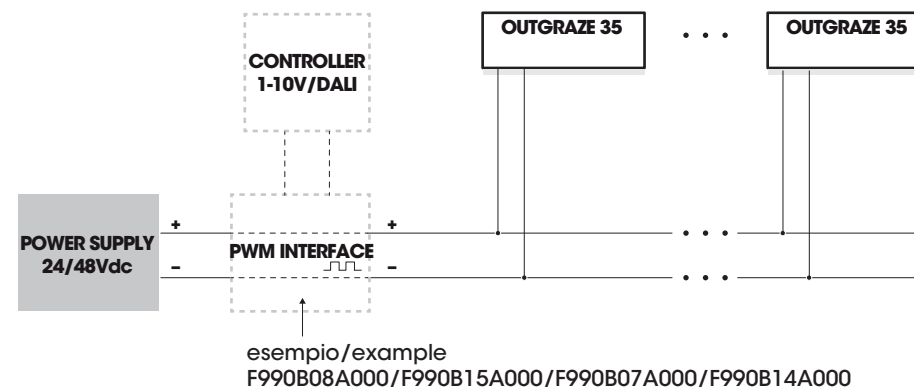 CONTROLLER
1-10V/DALI
OUTGRAZE 35
• • •
OUTGRAZE 35
POWER SUPPLY
24/48Vdc
+
–
PWM INTERFACE
+
–
• • •
• • •
esempio/example
F990B08A000/F990B15A000/F990B07A000/F990B14A000